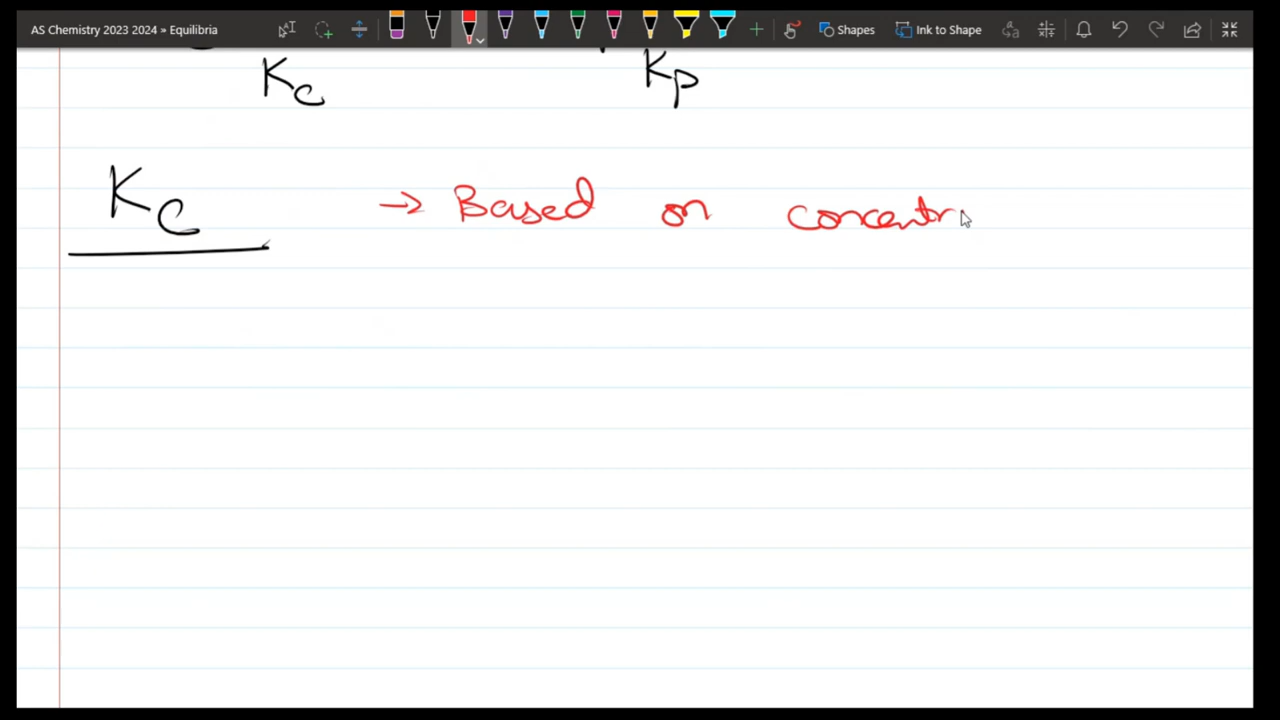 AS Chemistry 2023 2024 » Equilibria
Shapes
Ink to Shape
Kc Kp
Kc → Based on concentr